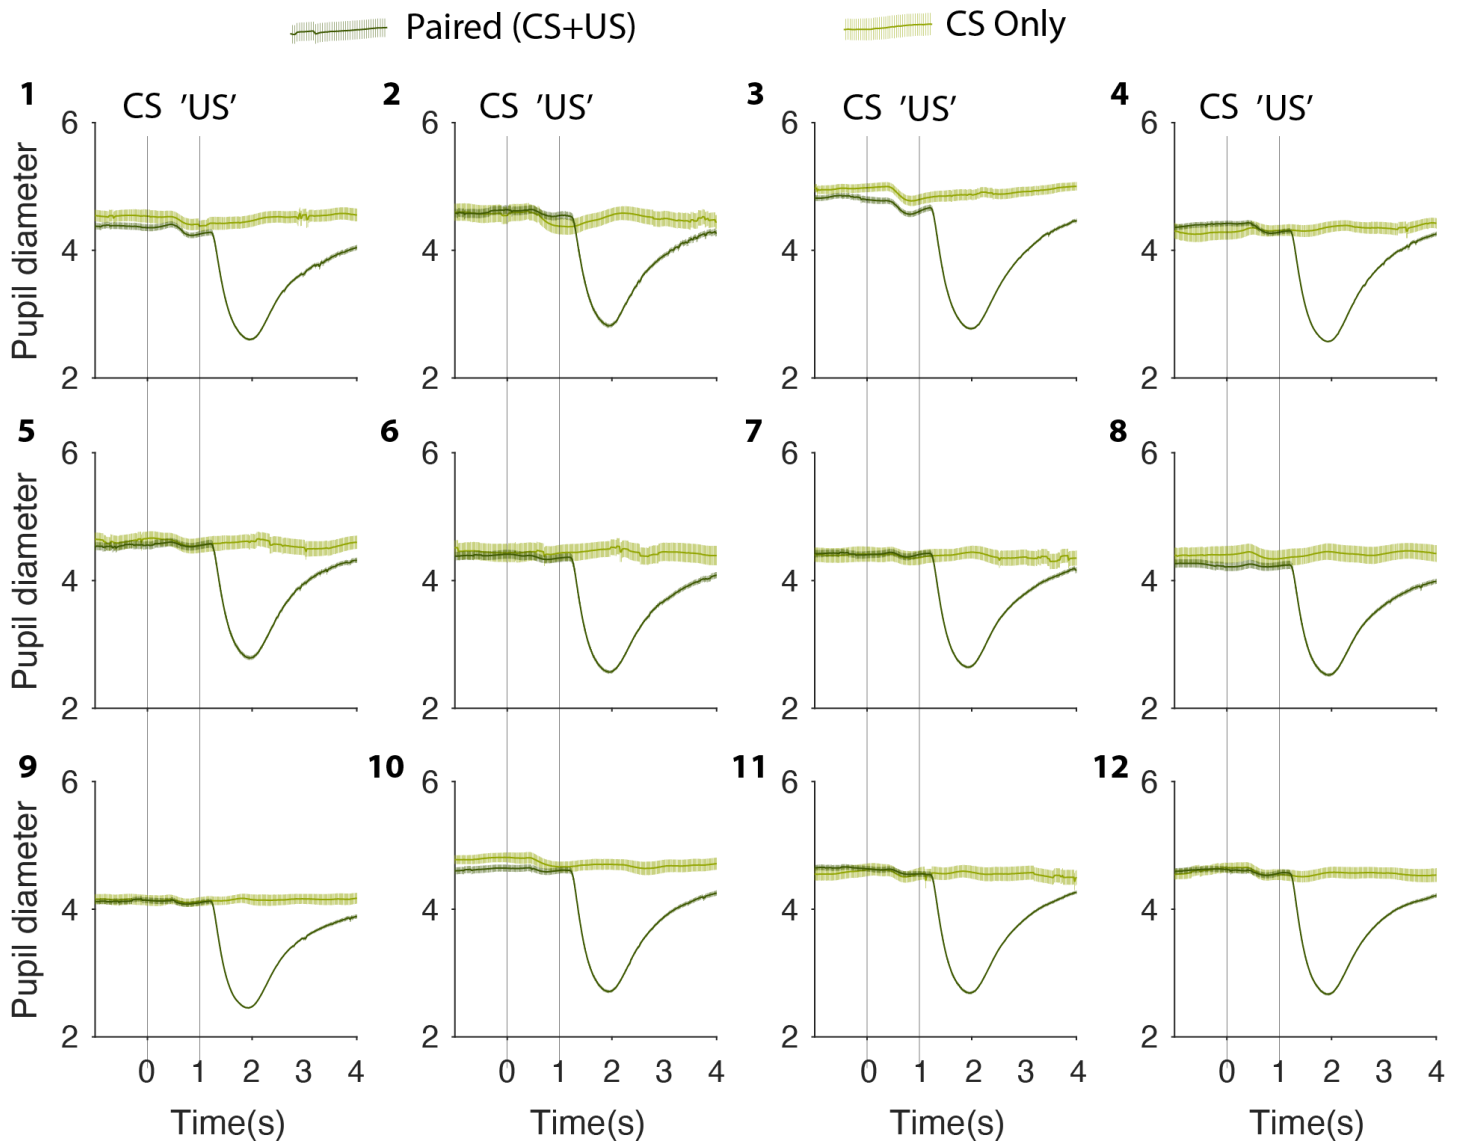 Paired (CS+US) CS Only
1 2 3 4
CS 'US' CS 'US' CS 'US' CS 'US'
6 6 6 6
Pupil diameter
4 4 4 4
2 2 2 2
5 6 7 8
6 6 6 6
Pupil diameter
4 4 4 4
2 2 2 2
9 10 11 12
6 6 6 6
Pupil diameter
4 4 4 4
2 2 2 2
0 1 2 3 4 0 1 2 3 4 0 1 2 3 4 0 1 2 3 4
Time(s) Time(s) Time(s) Time(s)